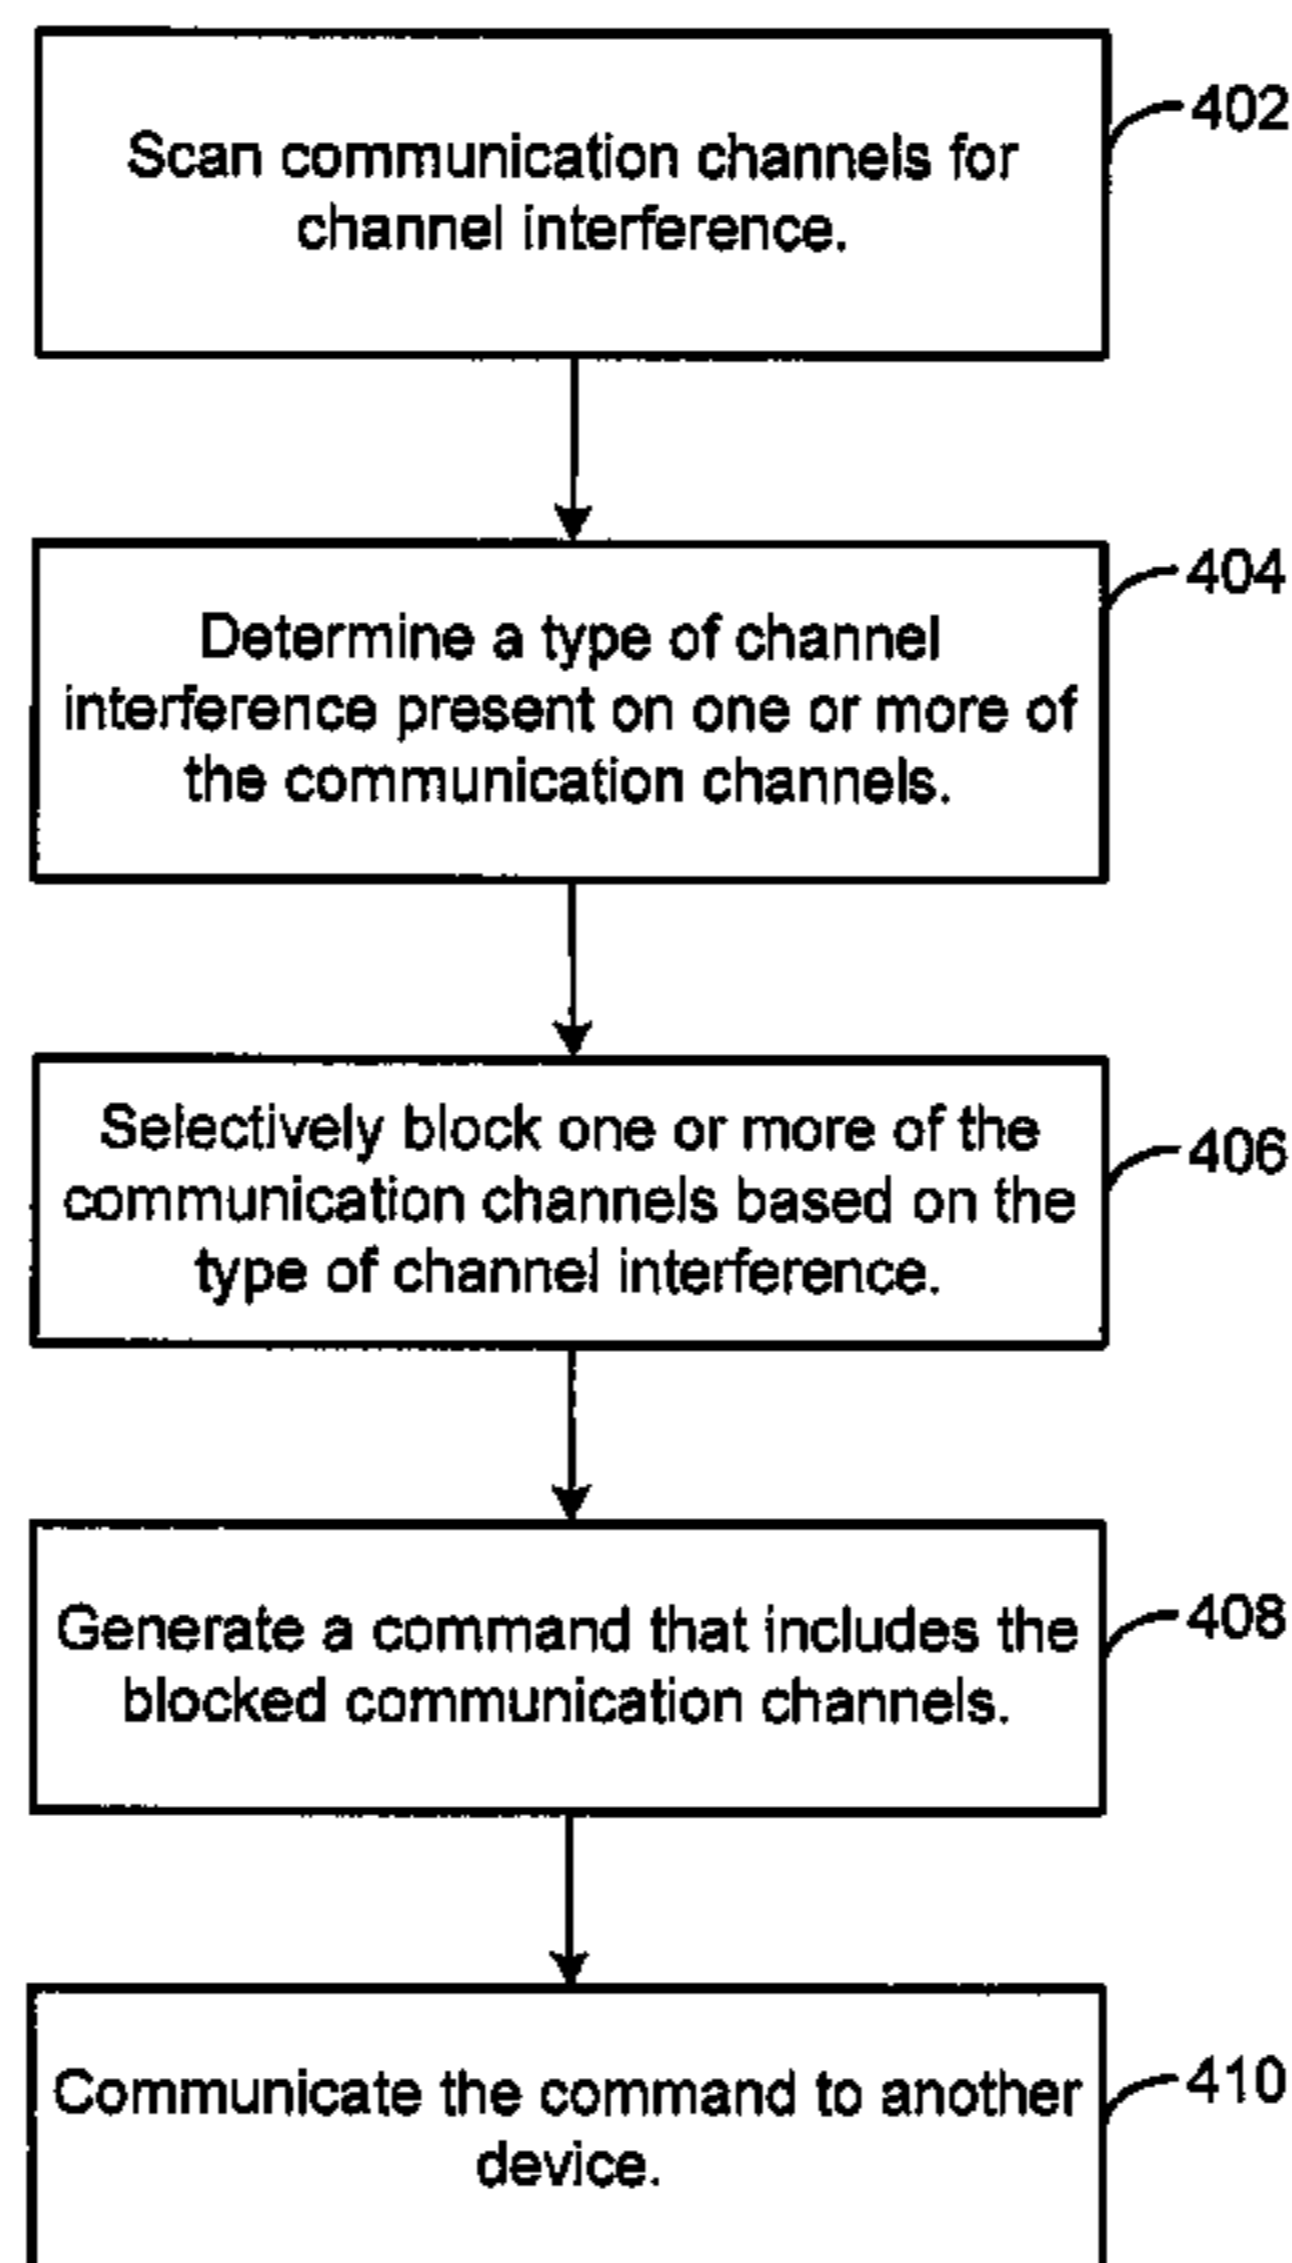 402
Scan communication channels for
channel interference.
404
Determine a type of channel
interference present on one or more of
the communication channels.
406
Selectively block one or more of the
communication channels based on the
type of channel interference.
408
Generate a command that includes the
blocked communication channels.
410
Communicate the command to another
device.